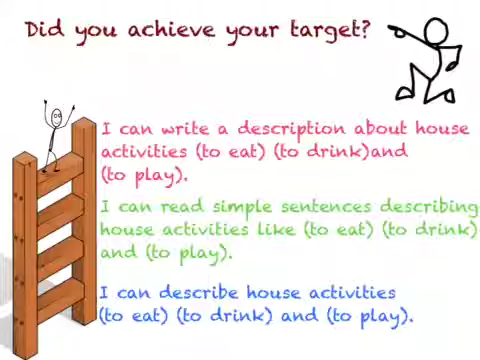 Did you achieve your target?
I can write a description about house
activities (to eat) (to drink)and
(to play).
I can read simple sentences describing
house activities like (to eat) (to drink)
and (to play).
I can describe house activities
(to eat) (to drink) and (to play).